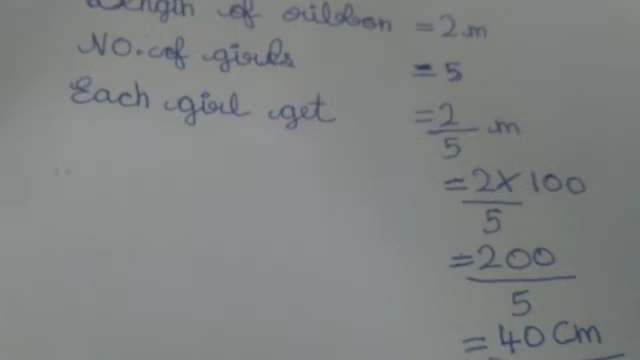 Length of ribbon = 2m
No. of girls = 5
Each girl get = 2/5 m
= 2 × 100/5
= 200/5
= 40 Cm